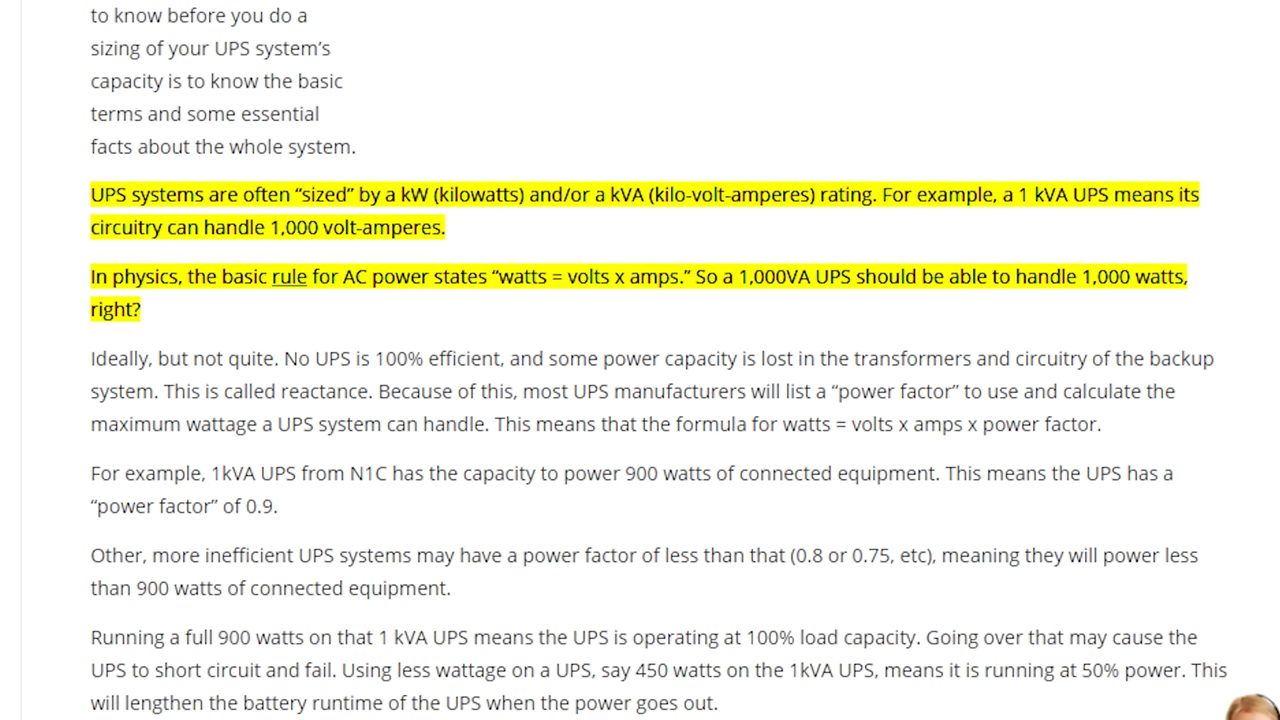 to know before you do a
sizing of your UPS system’s
capacity is to know the basic
terms and some essential
facts about the whole system.
UPS systems are often “sized” by a kW (kilowatts) and/or a kVA (kilo-volt-amperes) rating. For example, a 1 kVA UPS means its
circuitry can handle 1,000 volt-amperes.
In physics, the basic rule for AC power states “watts = volts x amps.” So a 1,000VA UPS should be able to handle 1,000 watts,
right?
Ideally, but not quite. No UPS is 100% efficient, and some power capacity is lost in the transformers and circuitry of the backup
system. This is called reactance. Because of this, most UPS manufacturers will list a “power factor” to use and calculate the
maximum wattage a UPS system can handle. This means that the formula for watts = volts x amps x power factor.
For example, 1kVA UPS from N1C has the capacity to power 900 watts of connected equipment. This means the UPS has a
“power factor” of 0.9.
Other, more inefficient UPS systems may have a power factor of less than that (0.8 or 0.75, etc), meaning they will power less
than 900 watts of connected equipment.
Running a full 900 watts on that 1 kVA UPS means the UPS is operating at 100% load capacity. Going over that may cause the
UPS to short circuit and fail. Using less wattage on a UPS, say 450 watts on the 1kVA UPS, means it is running at 50% power. This
will lengthen the battery runtime of the UPS when the power goes out.